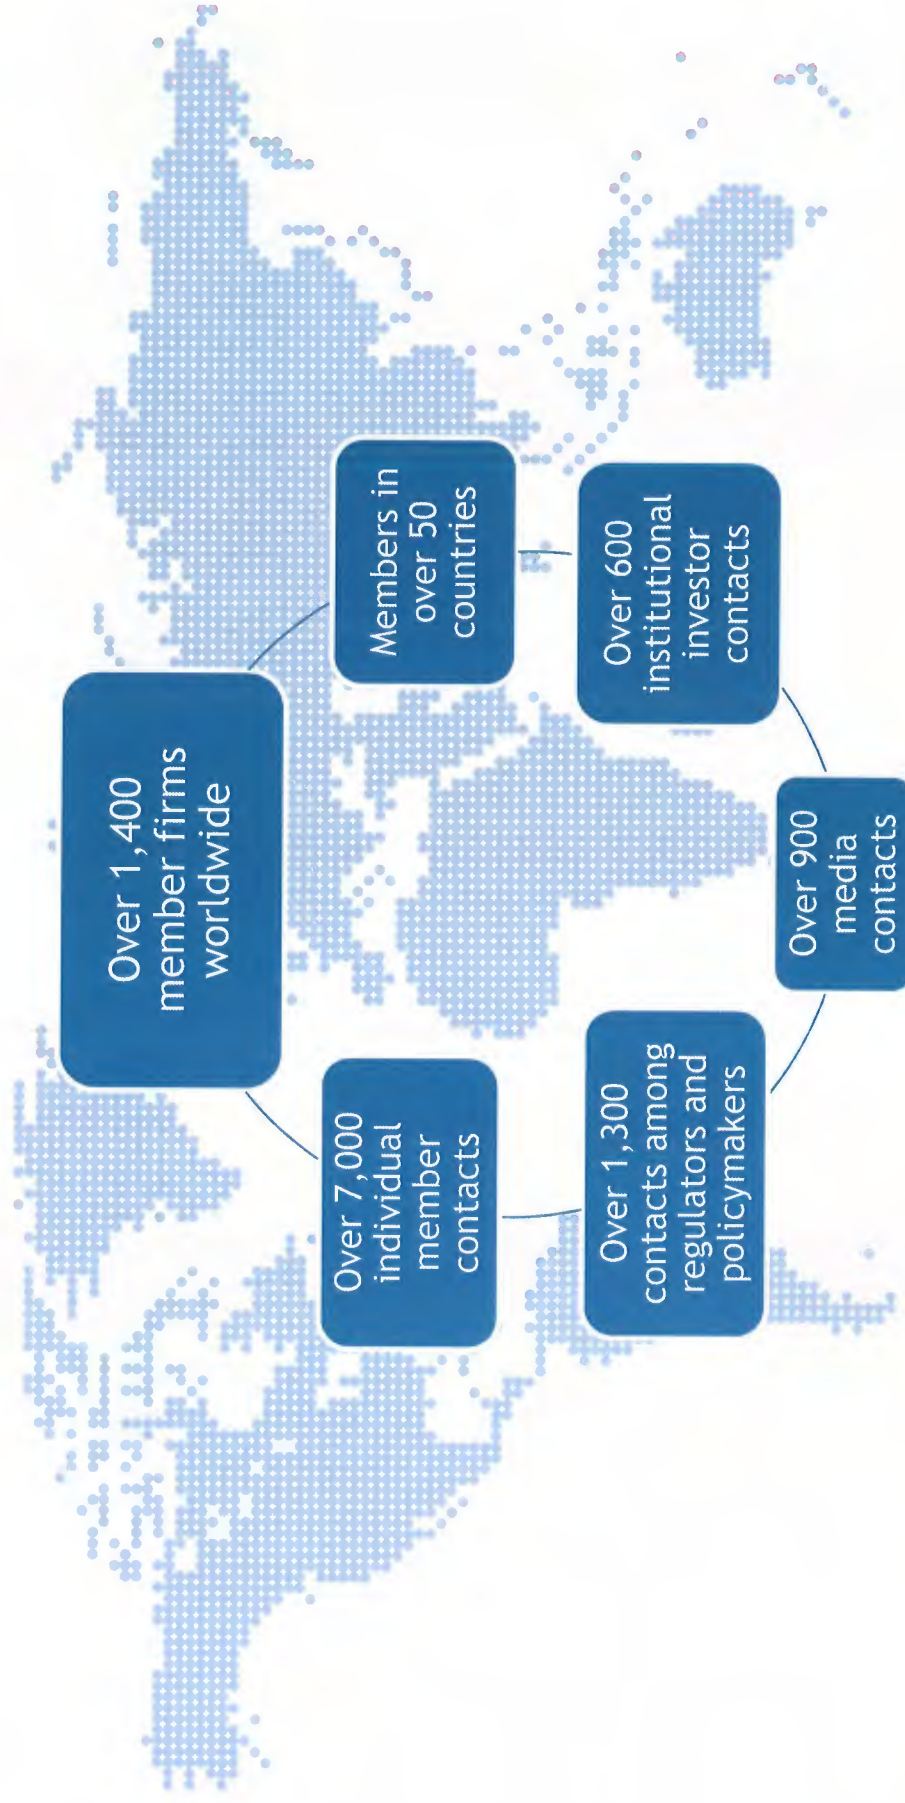 Over 1,400
member firms
worldwide
Members in
over 50
countries
Over 600
institutional
investor
contacts
Over 900
media
contacts
Over 1,300
contacts among
regulators and
policymakers
Over 7,000
individual
member
contacts